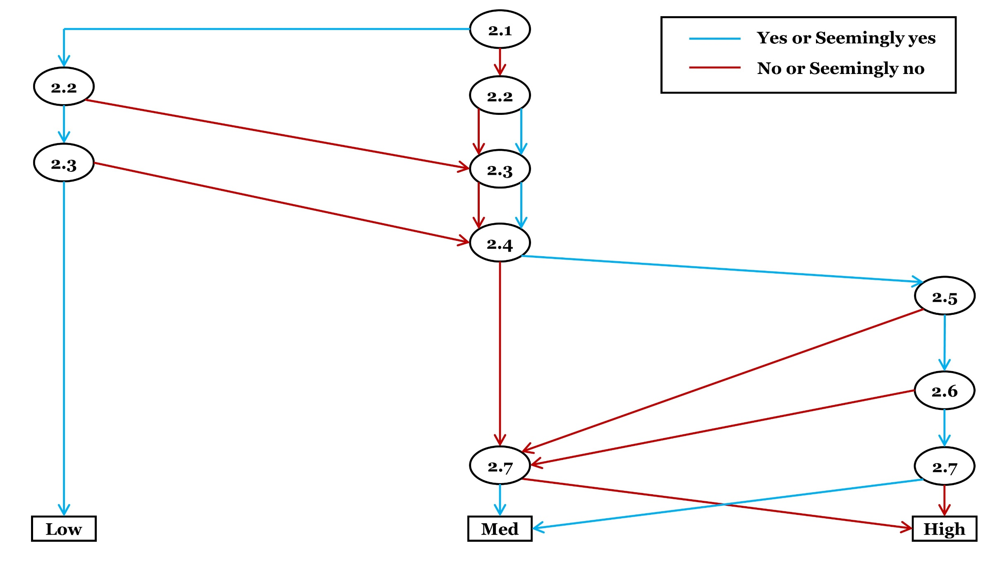 2.1
Yes or Seemingly yes
No or Seemingly no
2.2
2.2
2.3
2.3
2.4
2.5
2.6
2.7
2.7
Low
Med
High